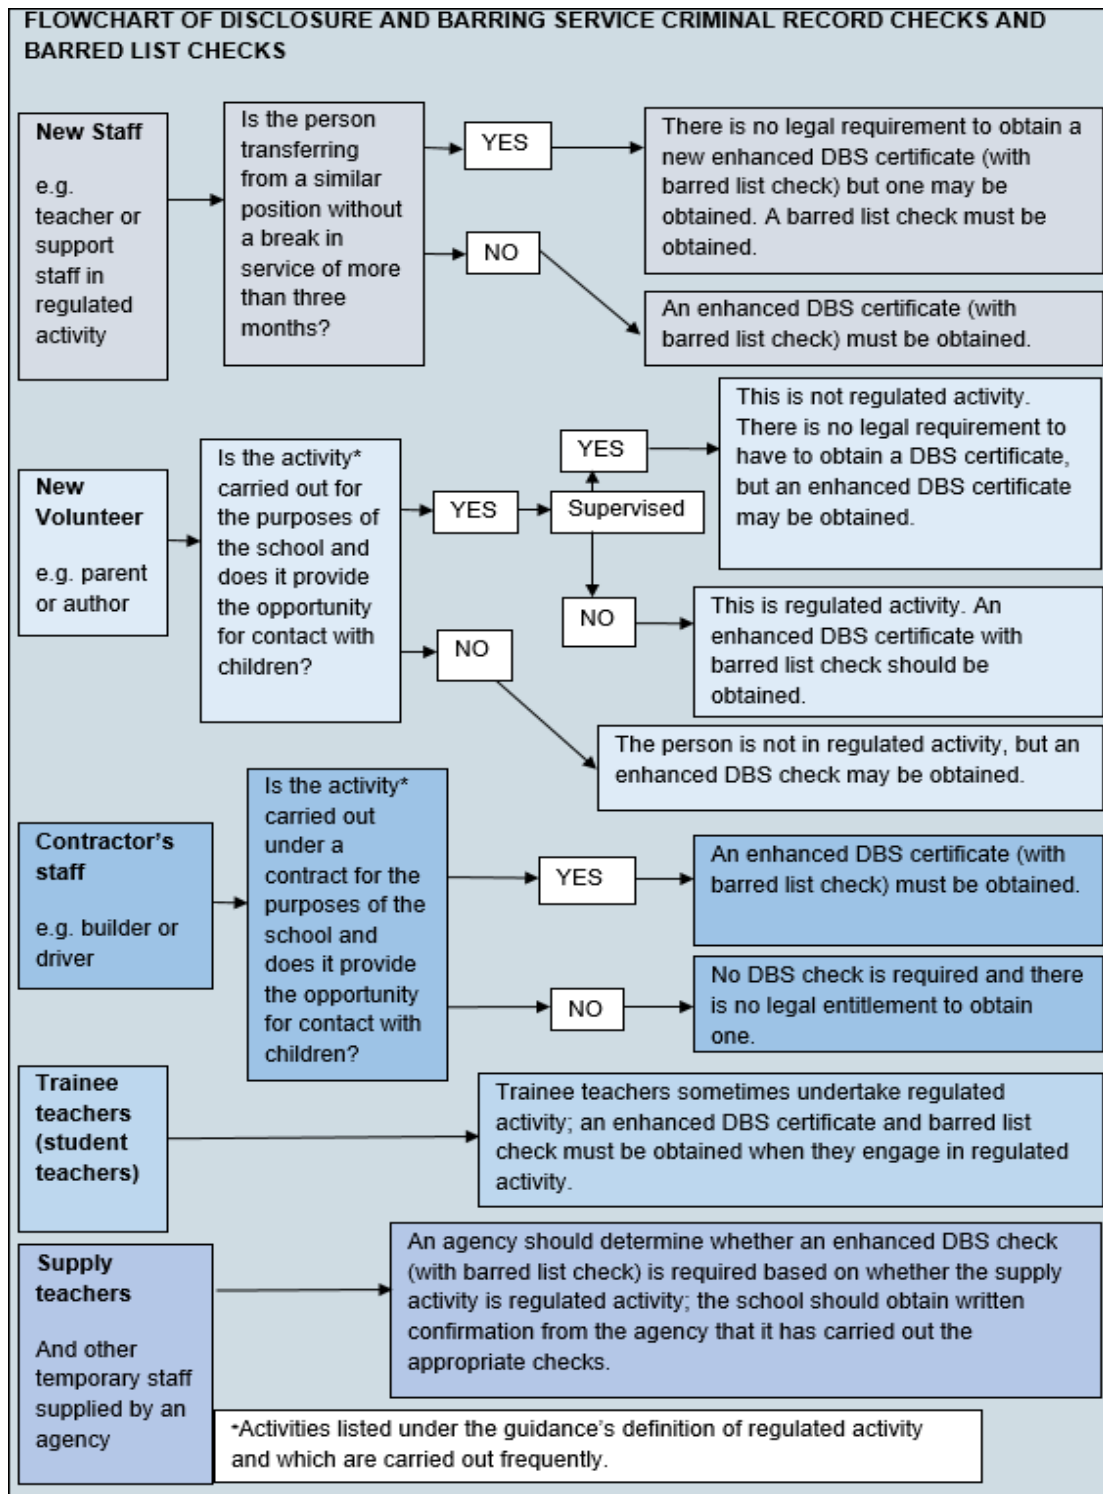 FLOWCHART OF DISCLOSURE AND BARRING SERVICE CRIMINAL RECORD CHECKS AND
BARRED LIST CHECKS
New Staff
e.g.
teacher or
support
staff in
regulated
activity
Is the person
transferring
from a similar
position without
a break in
service of more
than three
months?
YES
There is no legal requirement to obtain a
new enhanced DBS certificate (with
barred list check) but one may be
obtained. A barred list check must be
obtained.
NO
An enhanced DBS certificate (with
barred list check) must be obtained.
New
Volunteer
e.g. parent
or author
Is the activity*
carried out for
the purposes of
the school and
does it provide
the opportunity
for contact with
children?
YES
Supervised
YES
This is not regulated activity.
There is no legal requirement to
have to obtain a DBS certificate,
but an enhanced DBS certificate
may be obtained.
NO
This is regulated activity. An
enhanced DBS certificate with
barred list check should be
obtained.
NO
The person is not in regulated activity, but an
enhanced DBS check may be obtained.
Contractor's
staff
e.g. builder or
driver
Is the activity*
carried out
under a
contract for the
purposes of the
school and
does it provide
the opportunity
for contact with
children?
YES
An enhanced DBS certificate (with
barred list check) must be obtained.
NO
No DBS check is required and there
is no legal entitlement to obtain
one.
Trainee
teachers
(student
teachers)
Trainee teachers sometimes undertake regulated
activity; an enhanced DBS certificate and barred list
check must be obtained when they engage in regulated
activity.
Supply
teachers
And other
temporary staff
supplied by an
agency
An agency should determine whether an enhanced DBS check
(with barred list check) is required based on whether the supply
activity is regulated activity; the school should obtain written
confirmation from the agency that it has carried out the
appropriate checks.
*Activities listed under the guidance's definition of regulated activity
and which are carried out frequently.